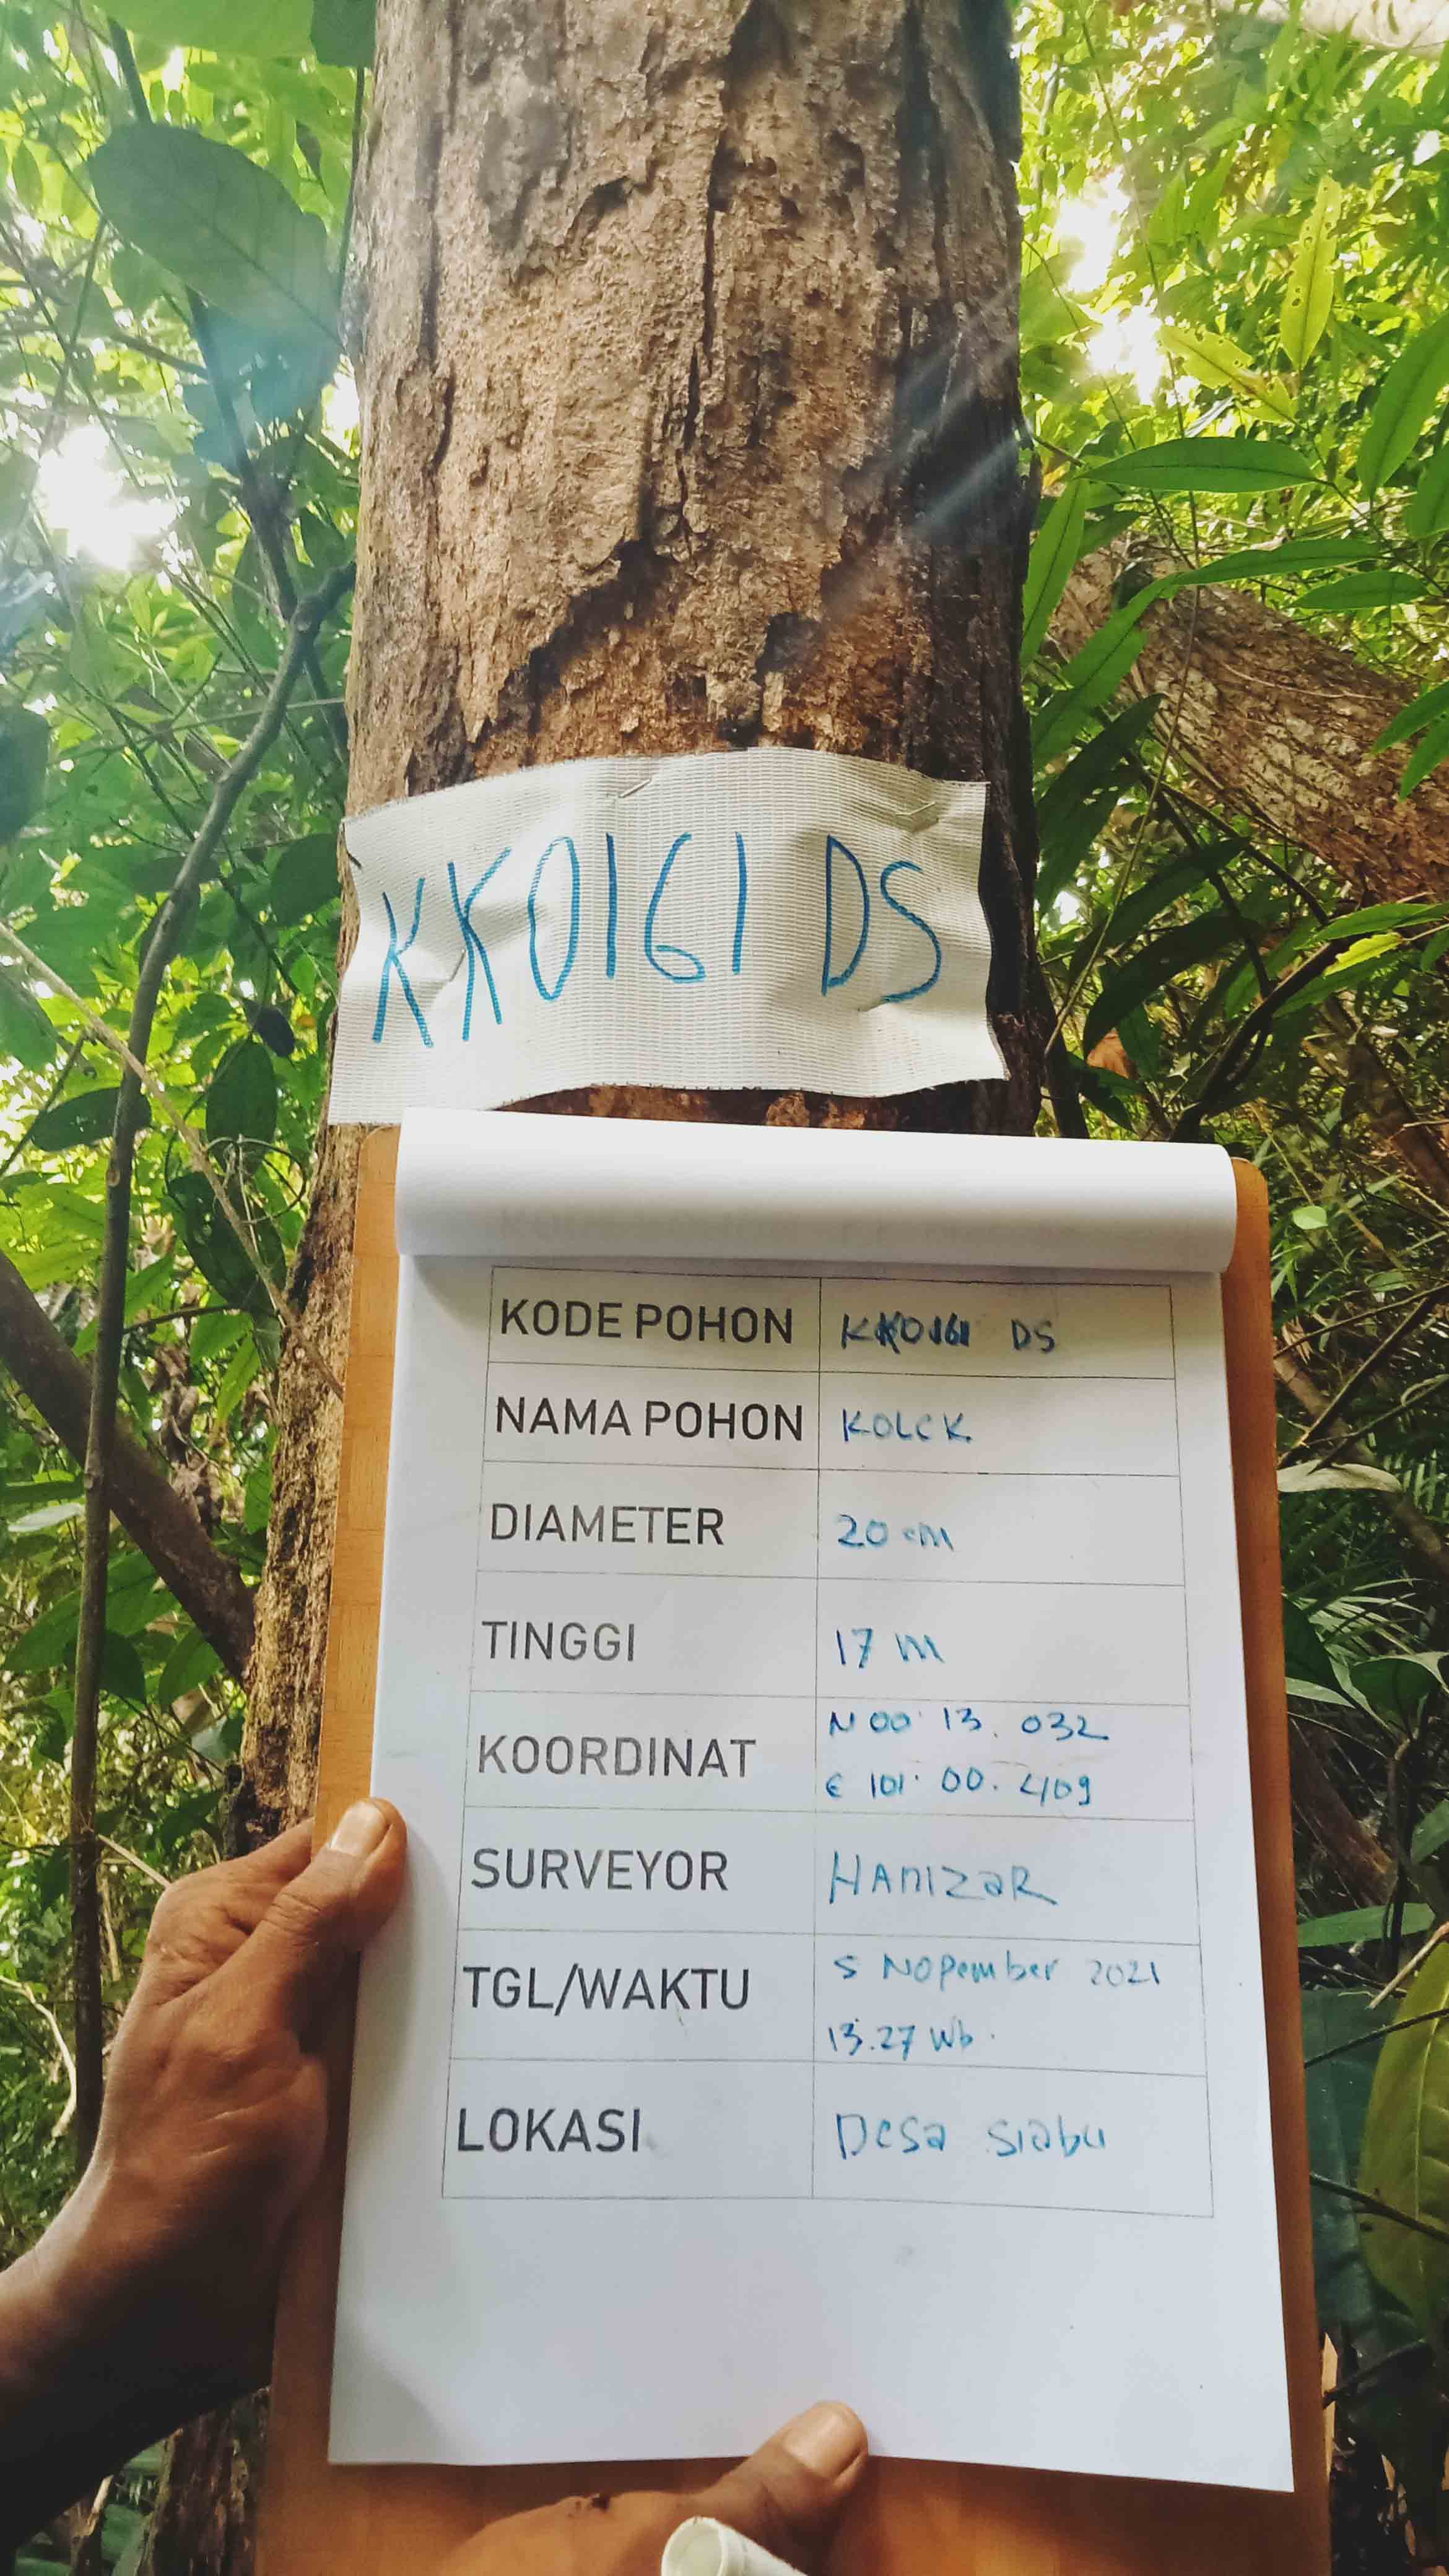 KK0161 DS
KODE POHON KK0161 DS
NAMA POHON KOLCK
DIAMETER 20 cm
TINGGI 17 m
KOORDINAT N 00 13. 032
E 101. 00. 409
SURVEYOR HANIZAR
TGL/WAKTU 5 Nopember 2021
13.27 Wb.
LOKASI Desa siabu